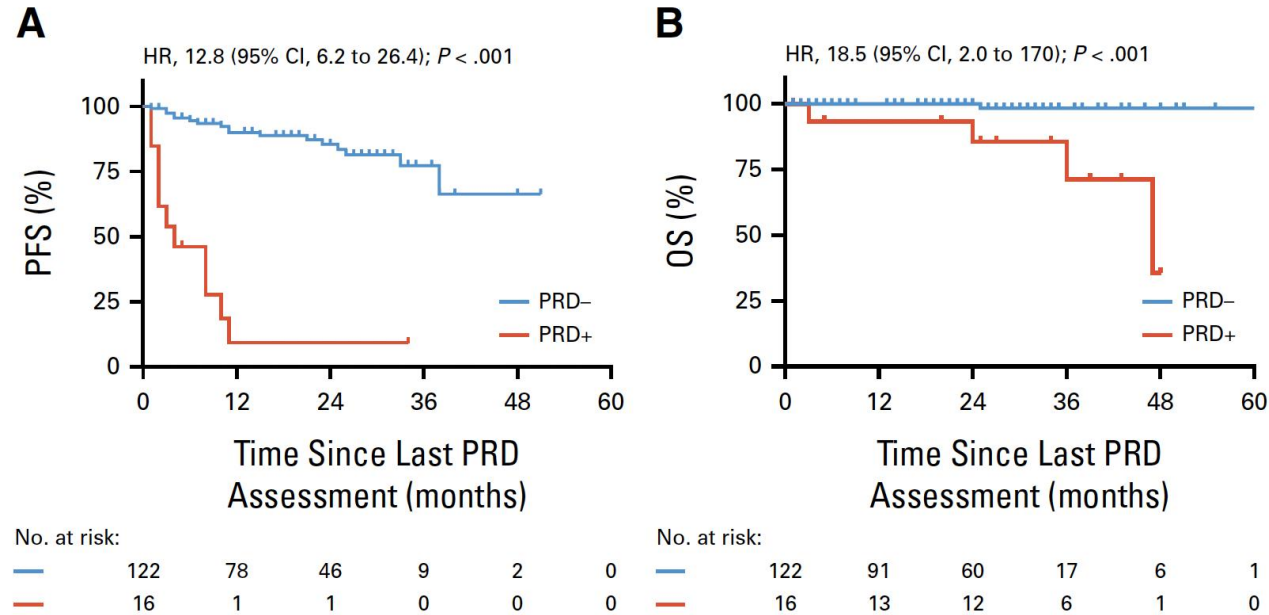 A
HR, 12.8 (95% CI, 6.2 to 26.4); P < .001
PFS (%)
100
75
50
25
0
PRD–
PRD+
0 12 24 36 48 60
Time Since Last PRD
Assessment (months)
No. at risk:
122 78 46 9 2 0
16 1 1 0 0 0
B
HR, 18.5 (95% CI, 2.0 to 170); P < .001
OS (%)
100
75
50
25
0
PRD–
PRD+
0 12 24 36 48 60
Time Since Last PRD
Assessment (months)
No. at risk:
122 91 60 17 6 1
16 13 12 6 1 0